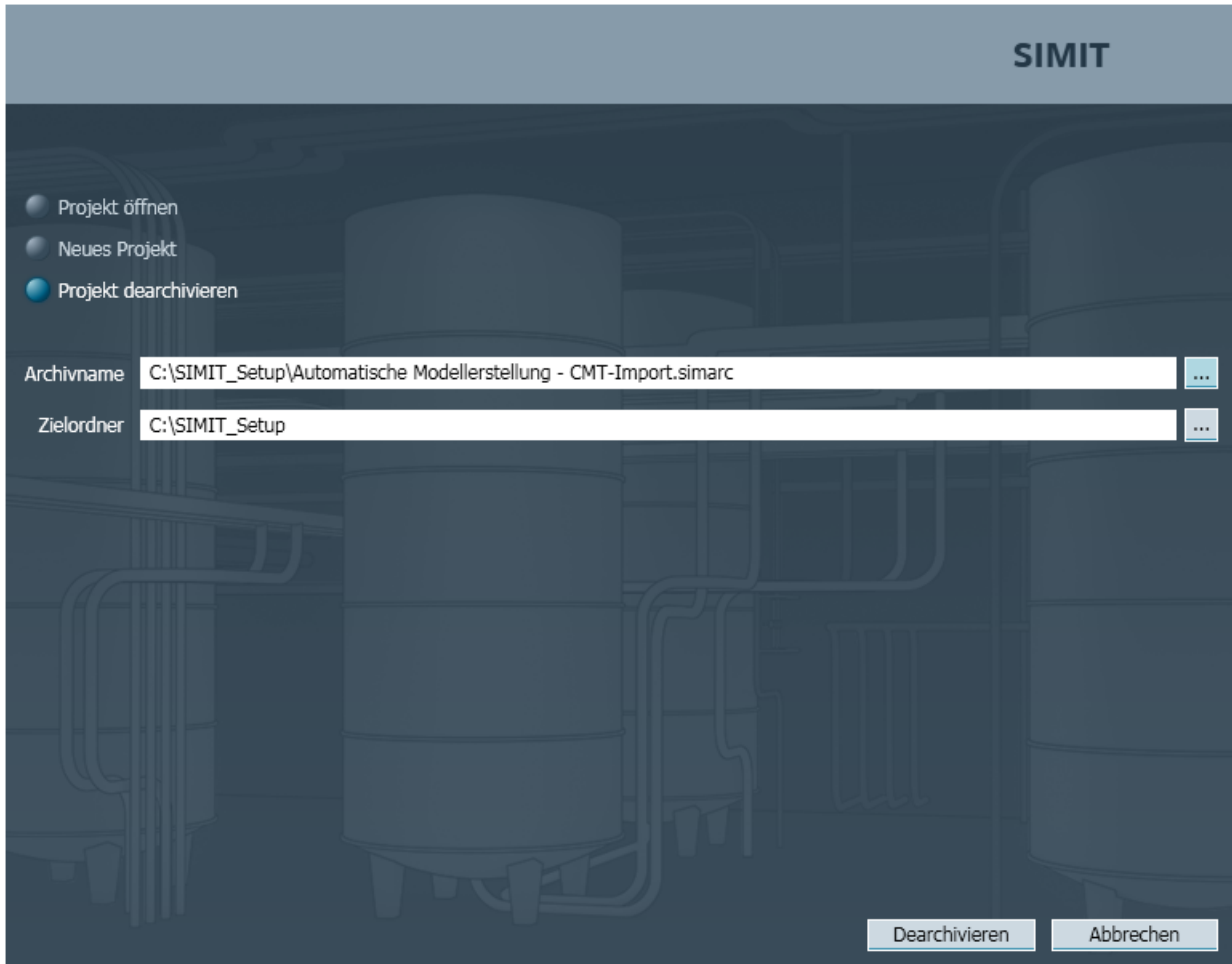 SIMIT
Projekt öffnen
Neues Projekt
Projekt dearchivieren
Archivname C:\SIMIT_Setup\Automatische Modellerstellung - CMT-Import.simarc ...
Zielordner C:\SIMIT_Setup ...
Dearchivieren Abbrechen